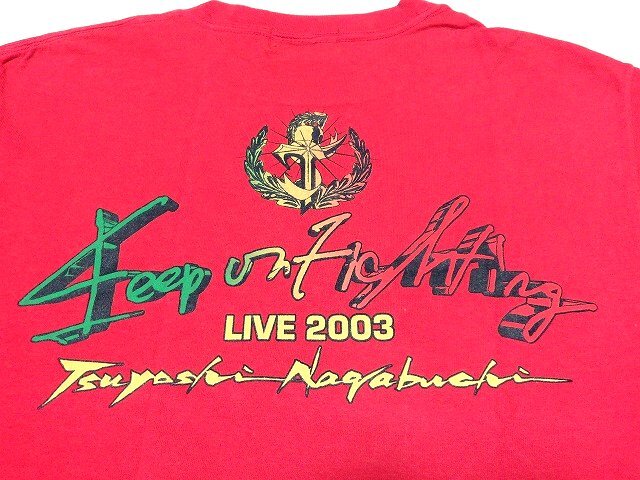 Keep on Fighting
LIVE 2003
Tsuyoshi Nagabuchi